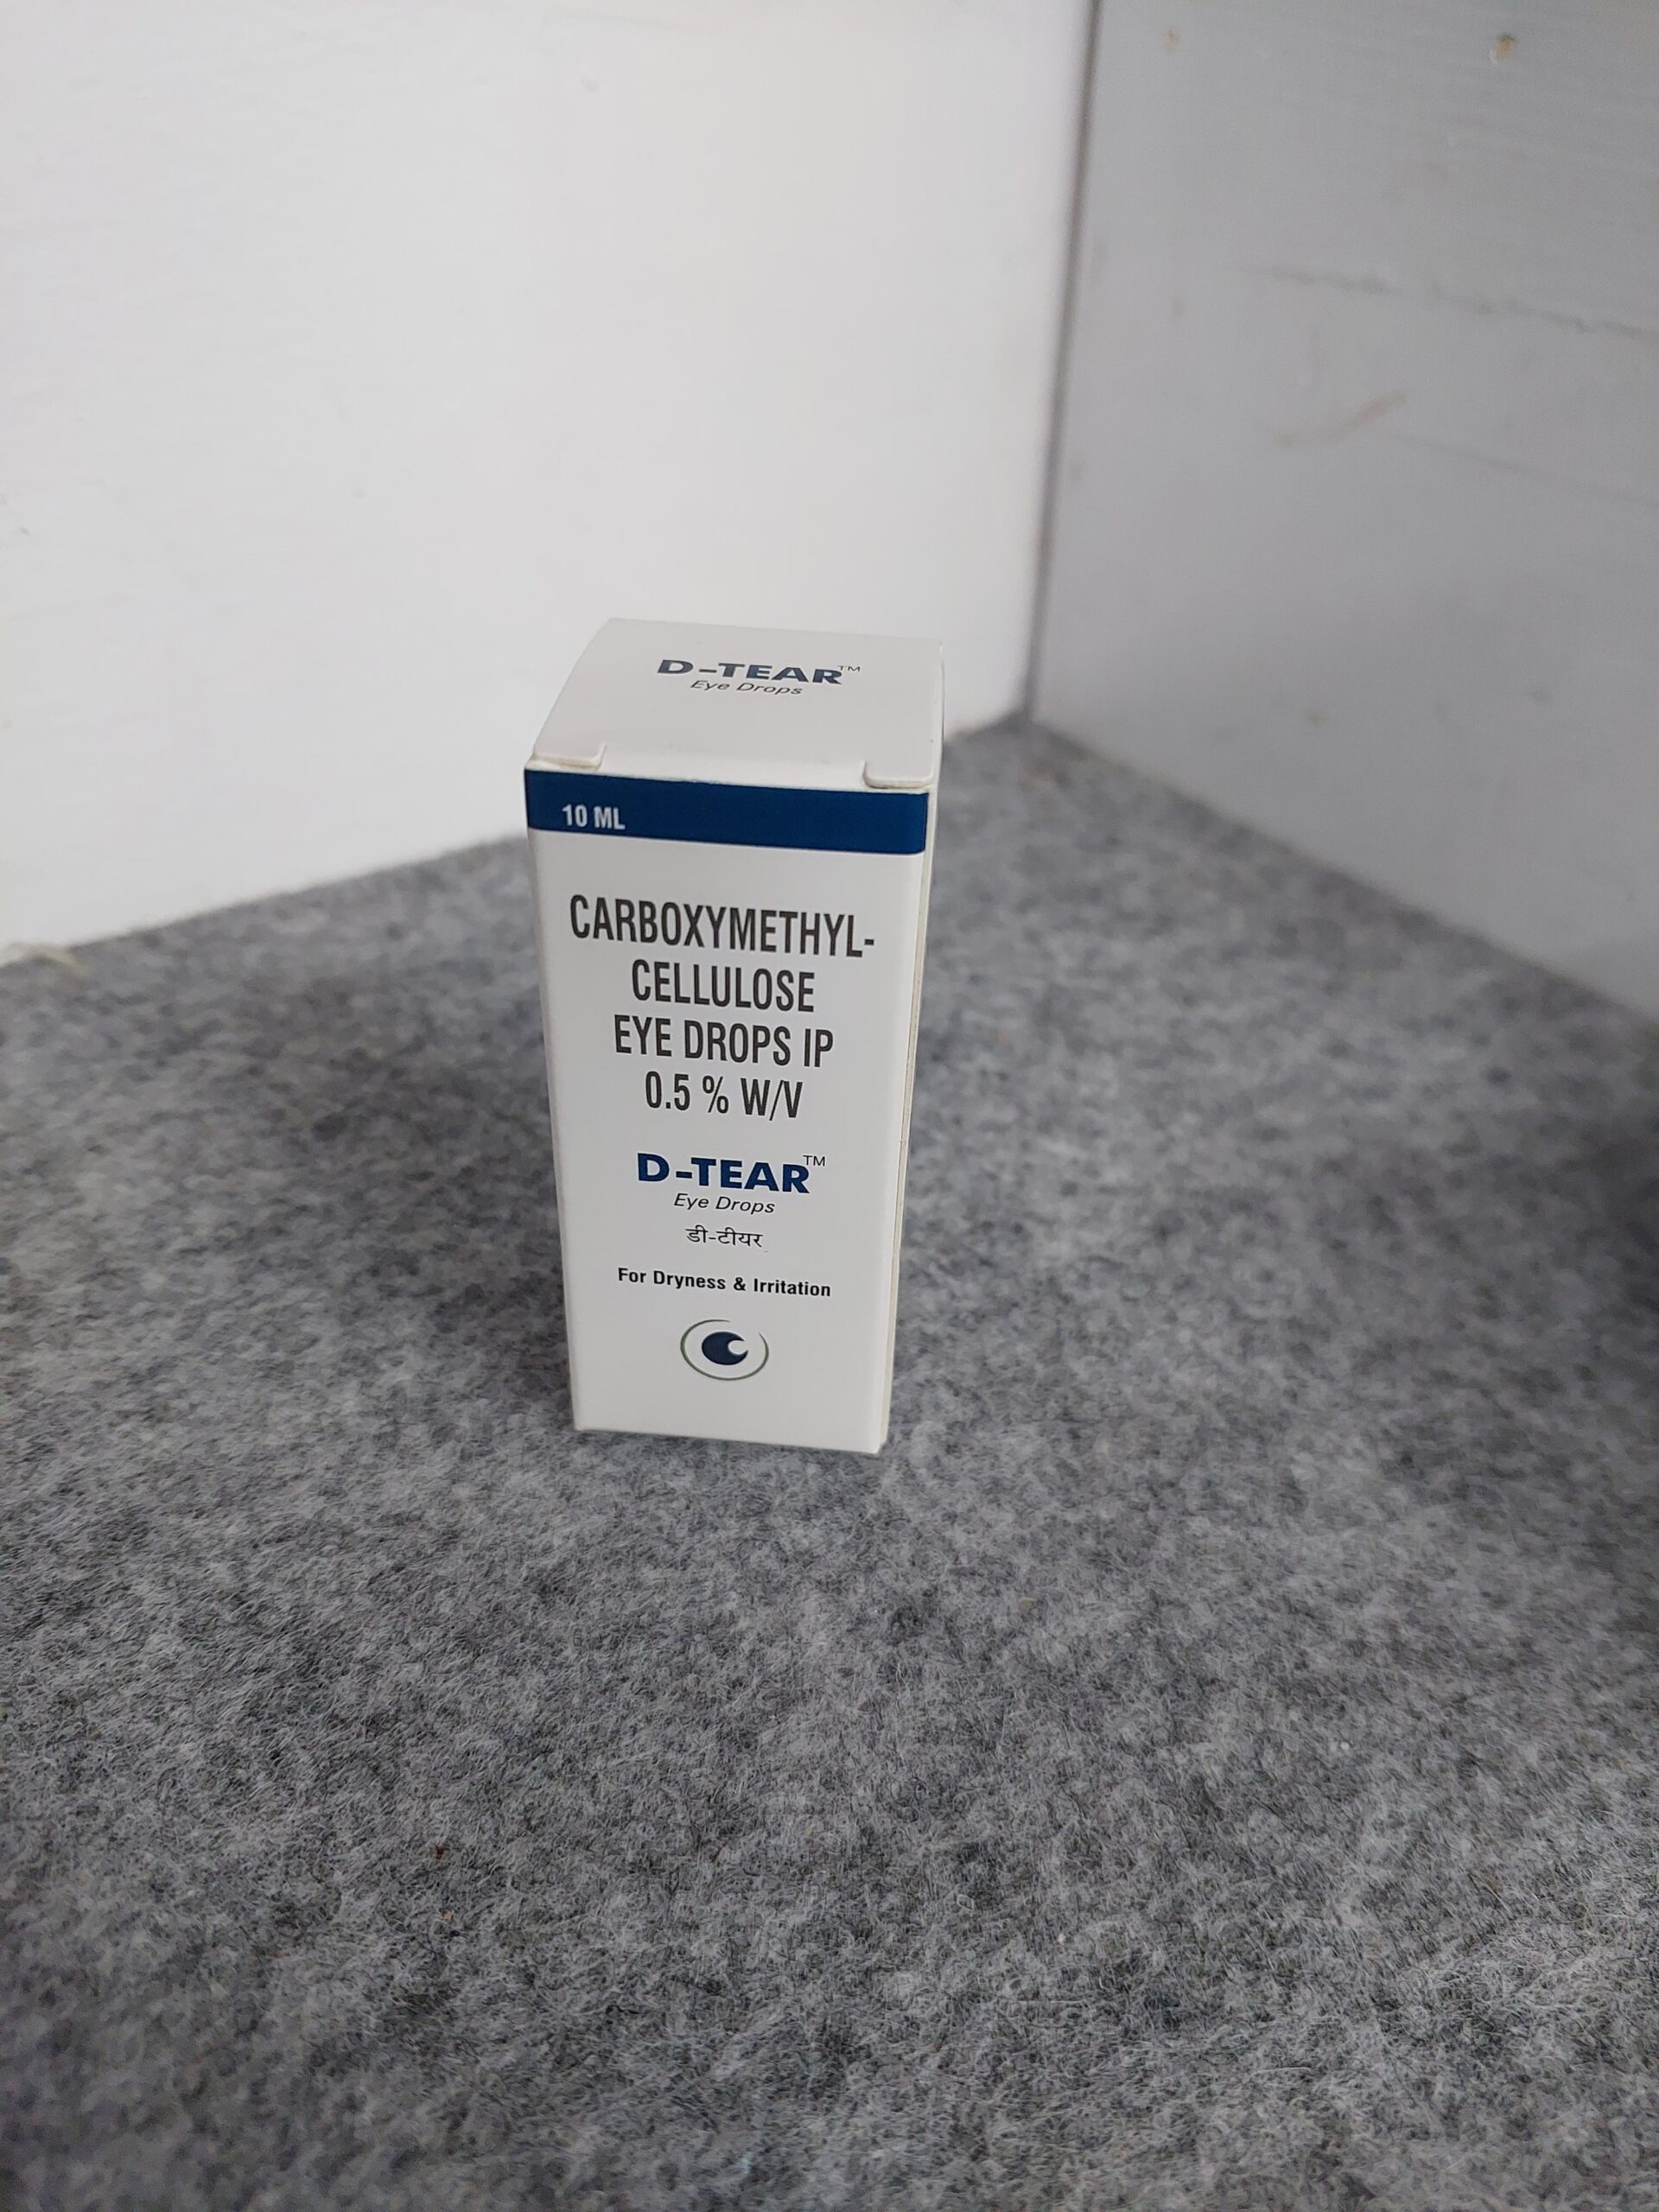 D-TEAR™
Eye Drops
10 ML
CARBOXYMETHYL-
CELLULOSE
EYE DROPS IP
0.5 % W/V
D-TEAR™
Eye Drops
डी-टीयर
For Dryness & Irritation